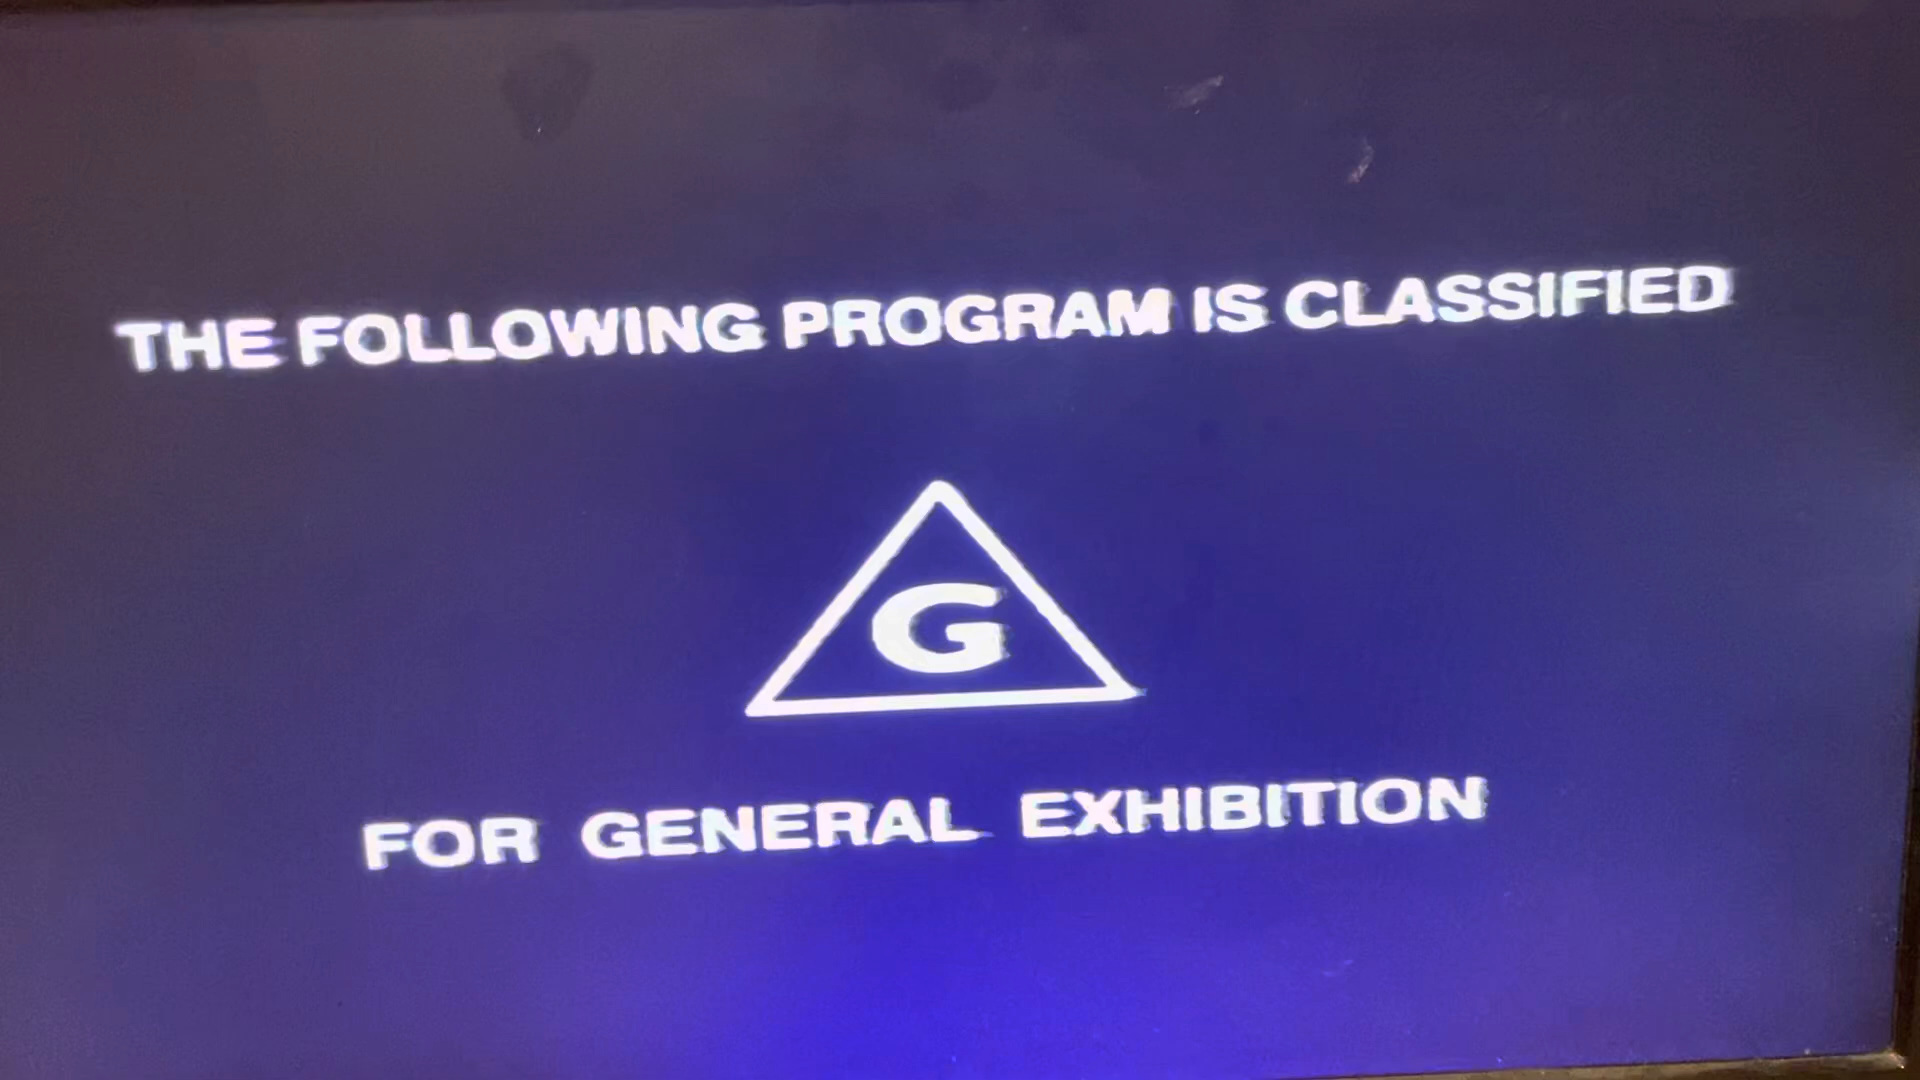 THE FOLLOWING PROGRAM IS CLASSIFIED
G
FOR GENERAL EXHIBITION